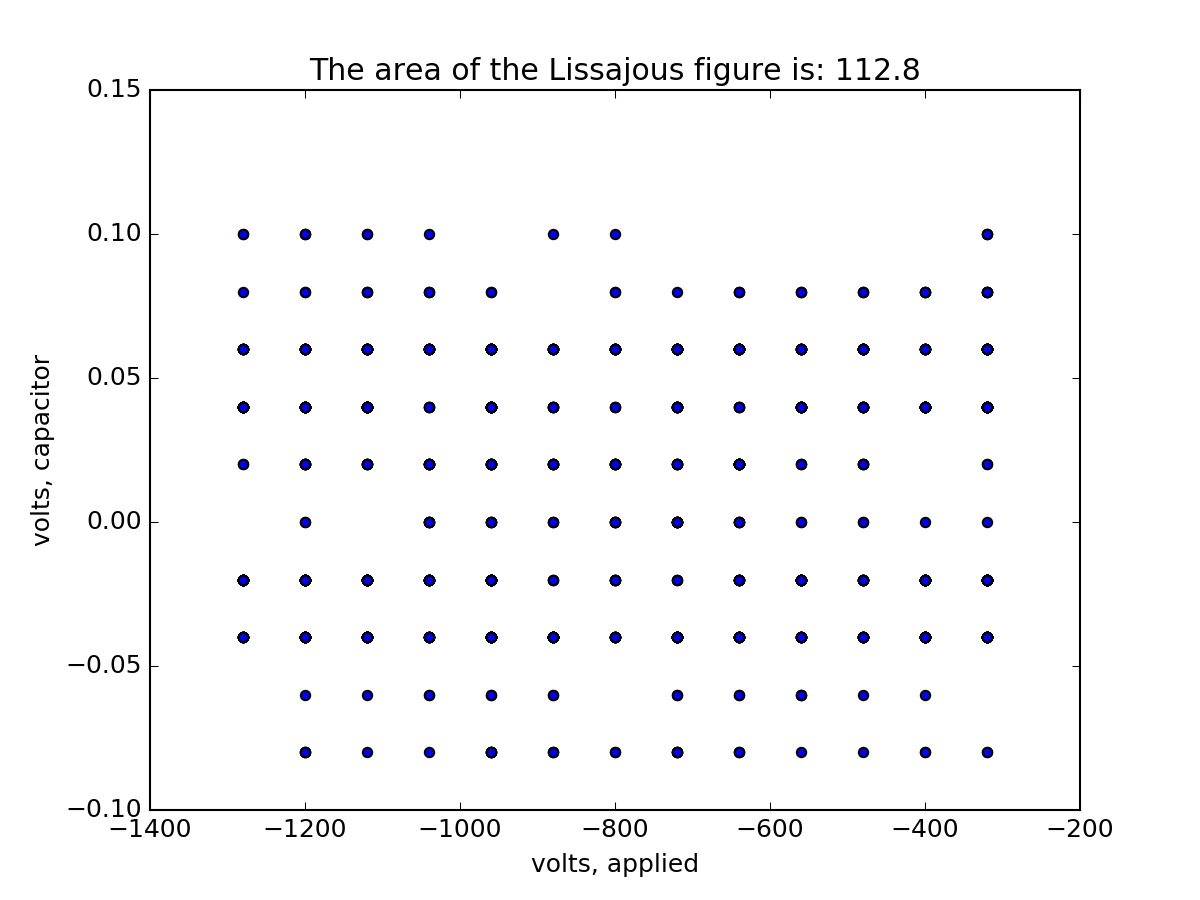 The area of the Lissajous figure is: 112.8
0.15
0.10
0.05
0.00
−0.05
−0.10
volts, capacitor
−1400 −1200 −1000 −800 −600 −400 −200
volts, applied